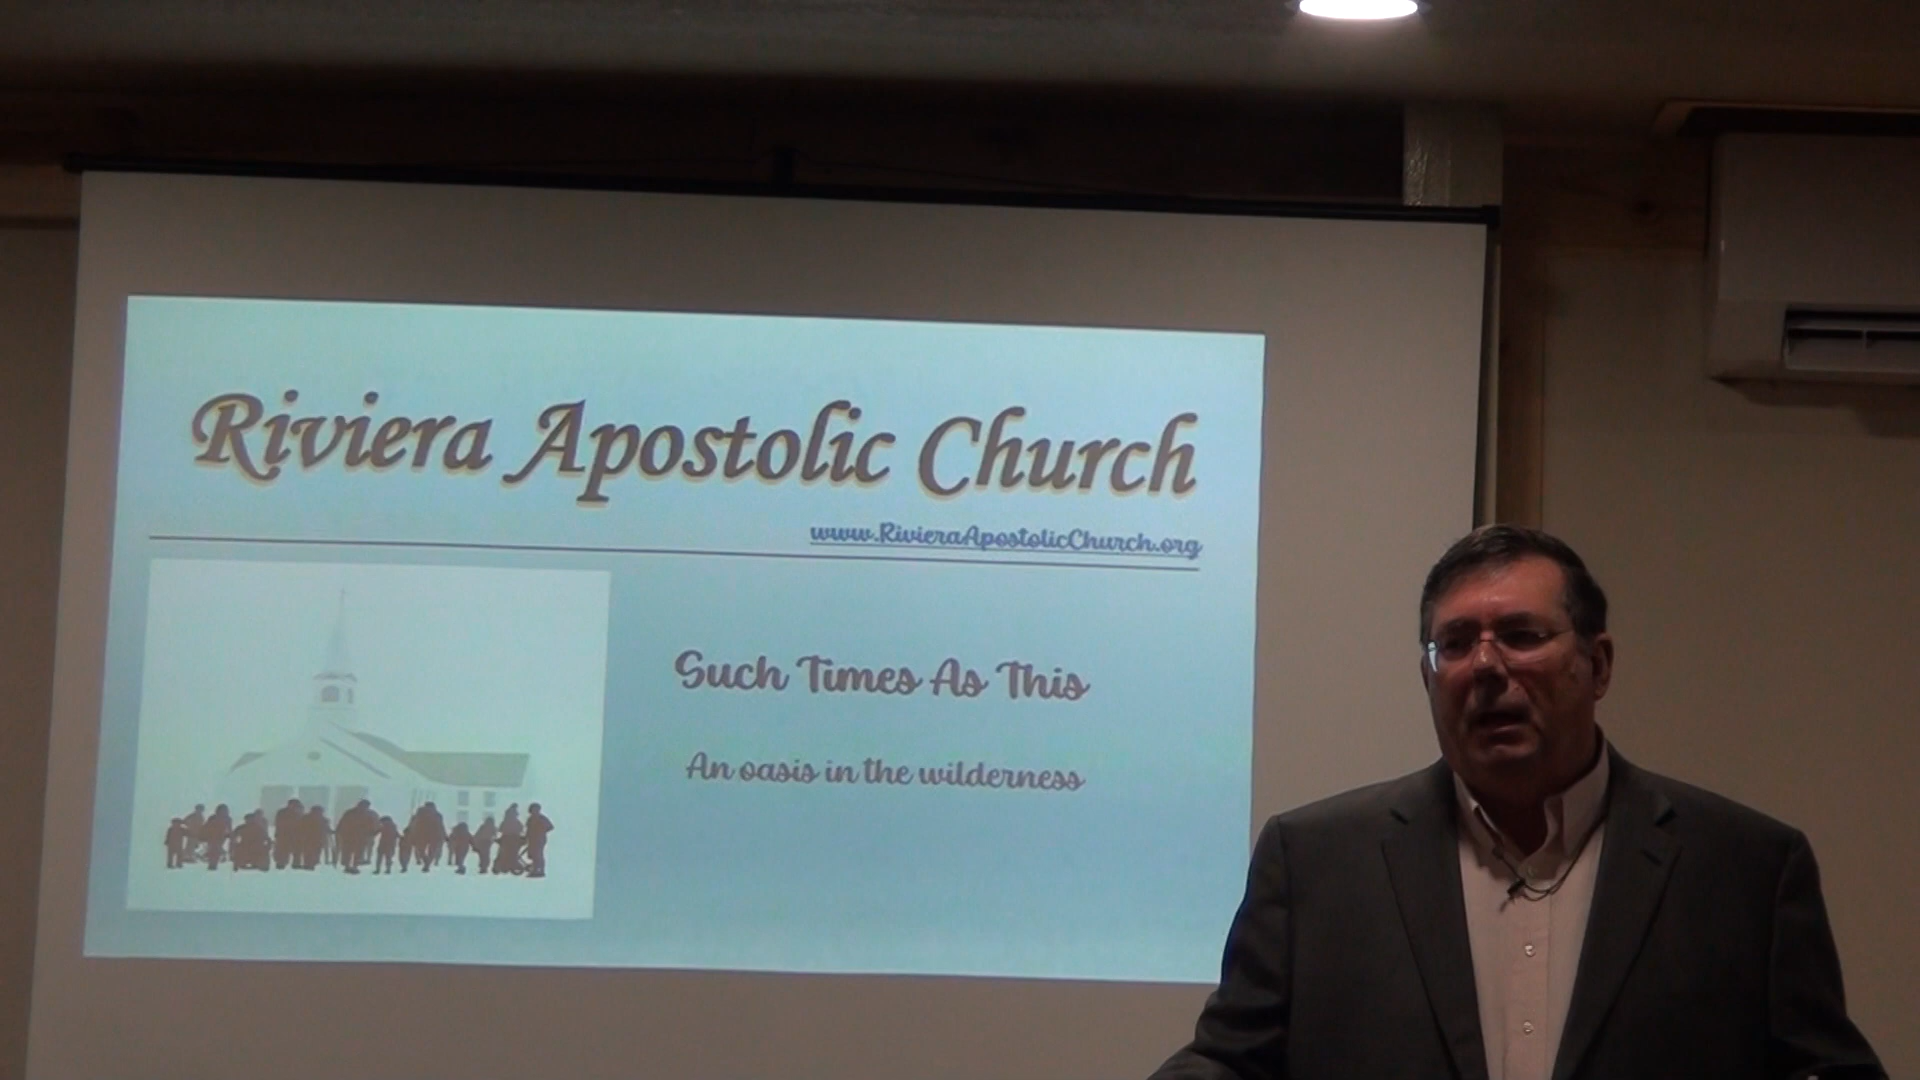 Riviera Apostolic Church
www.RivieraApostolicChurch.org
Such Times As This
An oasis in the wilderness